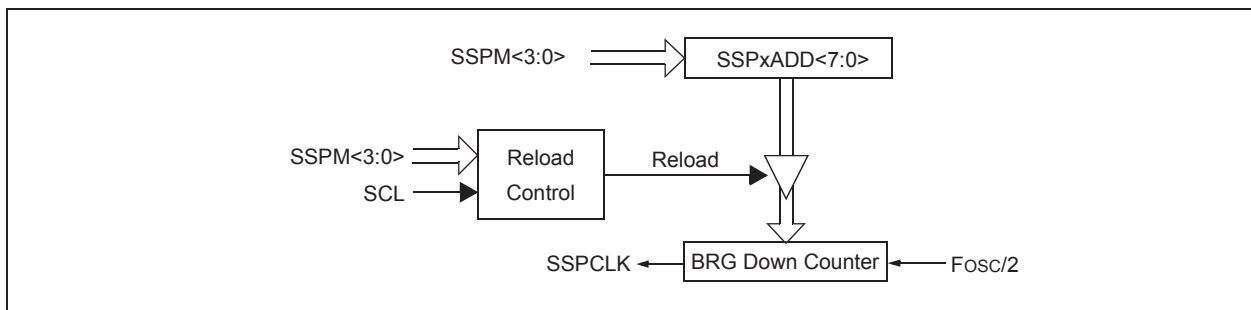 SSPM<3:0>
SSPxADD<7:0>
SSPM<3:0>
SCL
Reload
Control
Reload
SSPCLK
BRG Down Counter
FOSC/2